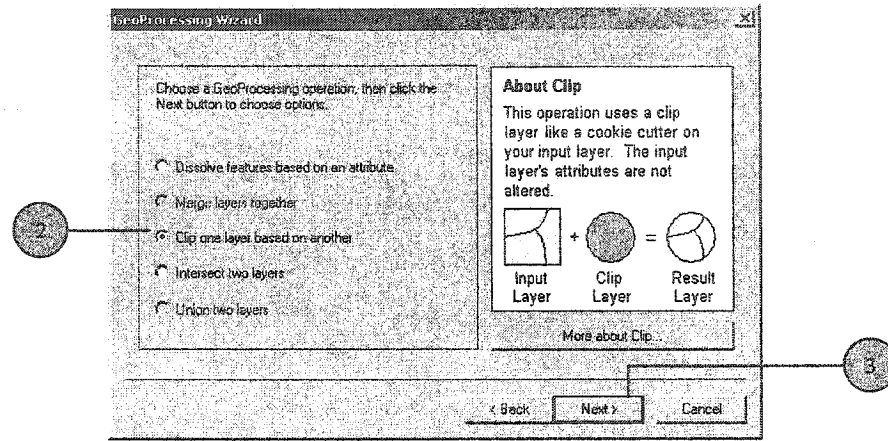 GeoProcessing Wizard
Choose a GeoProcessing operation, then click the
Next button to choose options.
Dissolve features based on an attribute
Merge layers together
2
Clip one layer based on another
Intersect two layers
Union two layers
About Clip
This operation uses a clip
layer like a cookie cutter on
your input layer. The input
layer's attributes are not
altered.
+ =
Input Clip Result
Layer Layer Layer
More about Clip...
3
< Back Next > Cancel